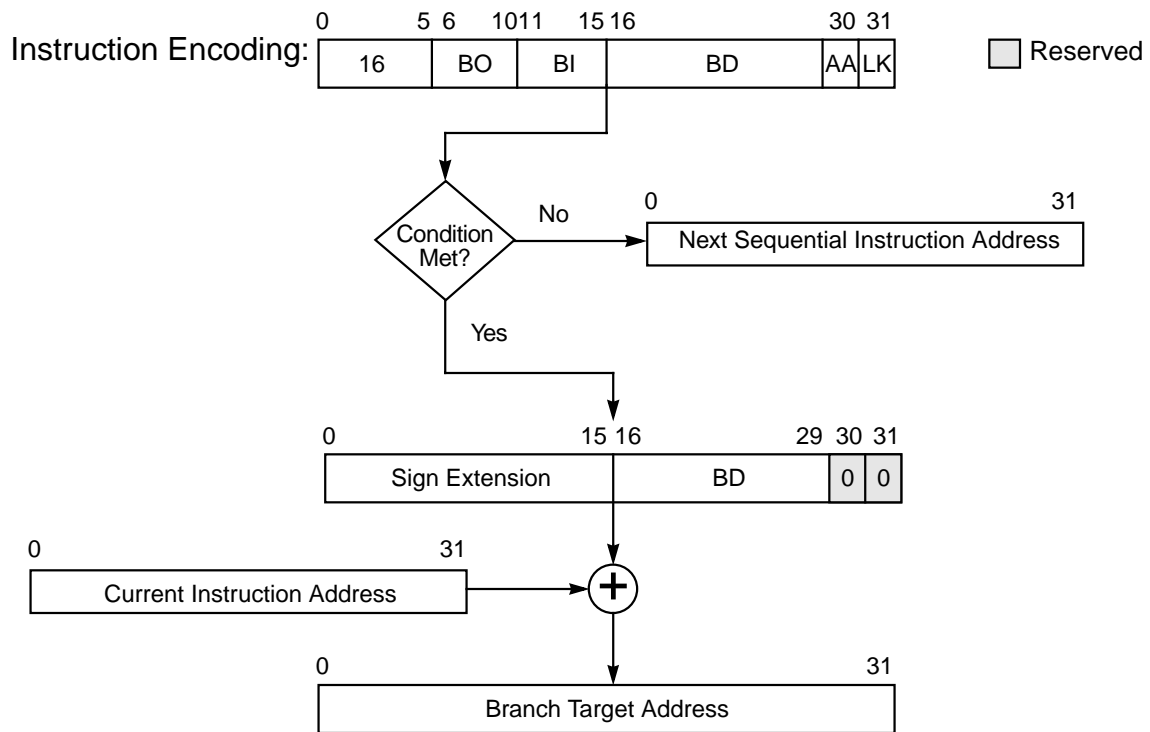 0 5 6 10 11 15 16 30 31
Instruction Encoding: 16 BO BI BD AA LK Reserved
0 31
No
Condition
Met?
Next Sequential Instruction Address
Yes
0 15 16 29 30 31
Sign Extension BD 0 0
0 31
Current Instruction Address +
0 31
Branch Target Address